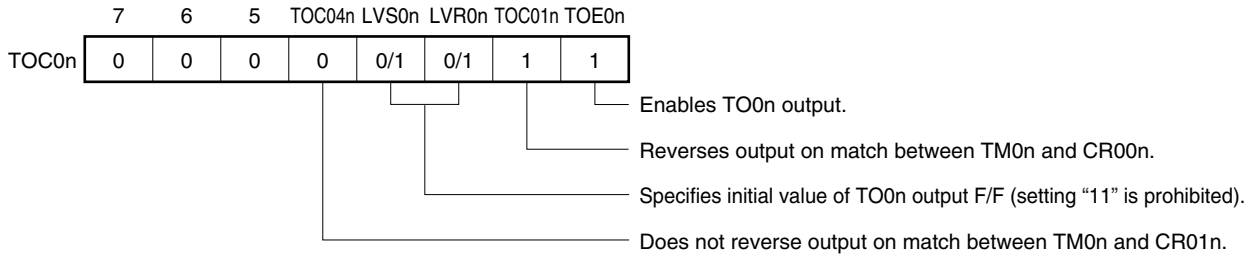 7 6 5 TOC04n LVS0n LVR0n TOC01n TOE0n
TOC0n 0 0 0 0 0/1 0/1 1 1
Enables TO0n output.
Reverses output on match between TM0n and CR00n.
Specifies initial value of TO0n output F/F (setting “11” is prohibited).
Does not reverse output on match between TM0n and CR01n.